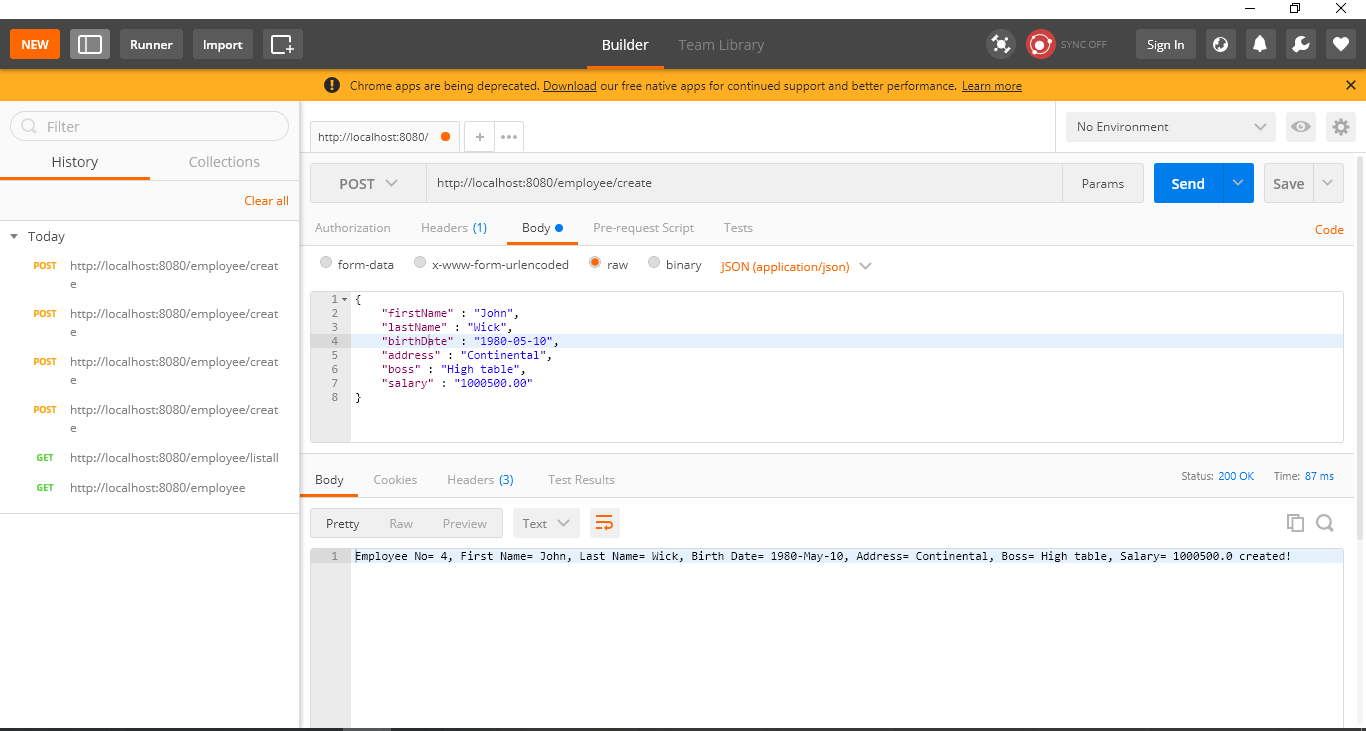 NEW Runner Import Builder Team Library SYNC OFF Sign In
! Chrome apps are being deprecated. Download our free native apps for continued support and better performance. Learn more
Filter
History Collections
Clear all
Today
POST http://localhost:8080/employee/creat
e
POST http://localhost:8080/employee/creat
e
POST http://localhost:8080/employee/creat
e
POST http://localhost:8080/employee/creat
e
GET http://localhost:8080/employee/listall
GET http://localhost:8080/employee
http://localhost:8080/ + •••
No Environment
POST http://localhost:8080/employee/create Params Send Save
Authorization Headers (1) Body Pre-request Script Tests Code
form-data x-www-form-urlencoded raw binary JSON (application/json)
1 {
2 "firstName" : "John",
3 "lastName" : "Wick",
4 "birthDate" : "1980-05-10",
5 "address" : "Continental",
6 "boss" : "High table",
7 "salary" : "1000500.00"
8 }
Body Cookies Headers (3) Test Results Status: 200 OK Time: 87 ms
Pretty Raw Preview Text
1 Employee No= 4, First Name= John, Last Name= Wick, Birth Date= 1980-May-10, Address= Continental, Boss= High table, Salary= 1000500.0 created!